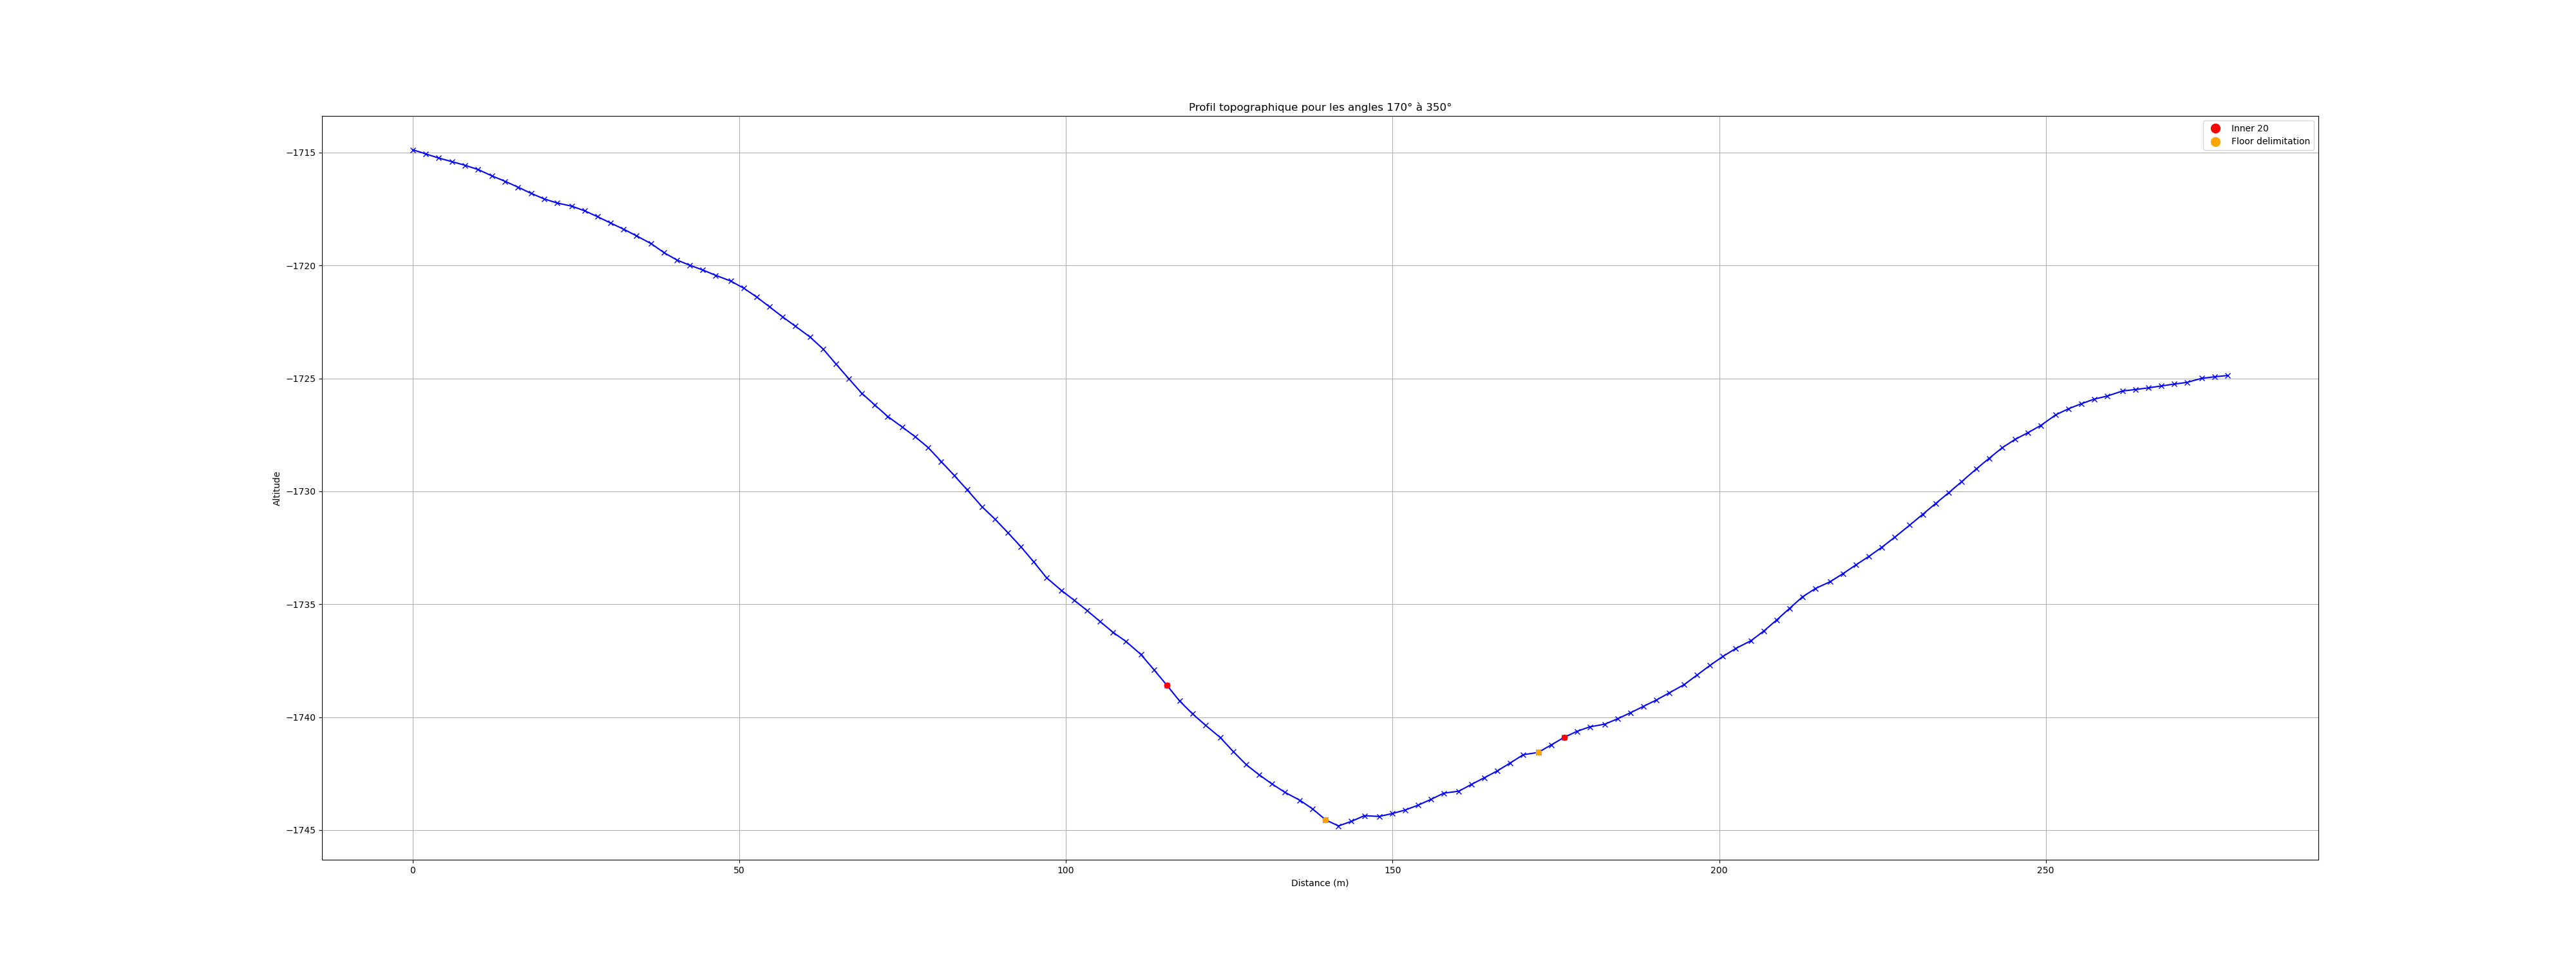 Profil topographique pour les angles 170° à 350°
Inner 20
Floor delimitation
Altitude
−1715
−1720
−1725
−1730
−1735
−1740
−1745
0 50 100 150 200 250
Distance (m)